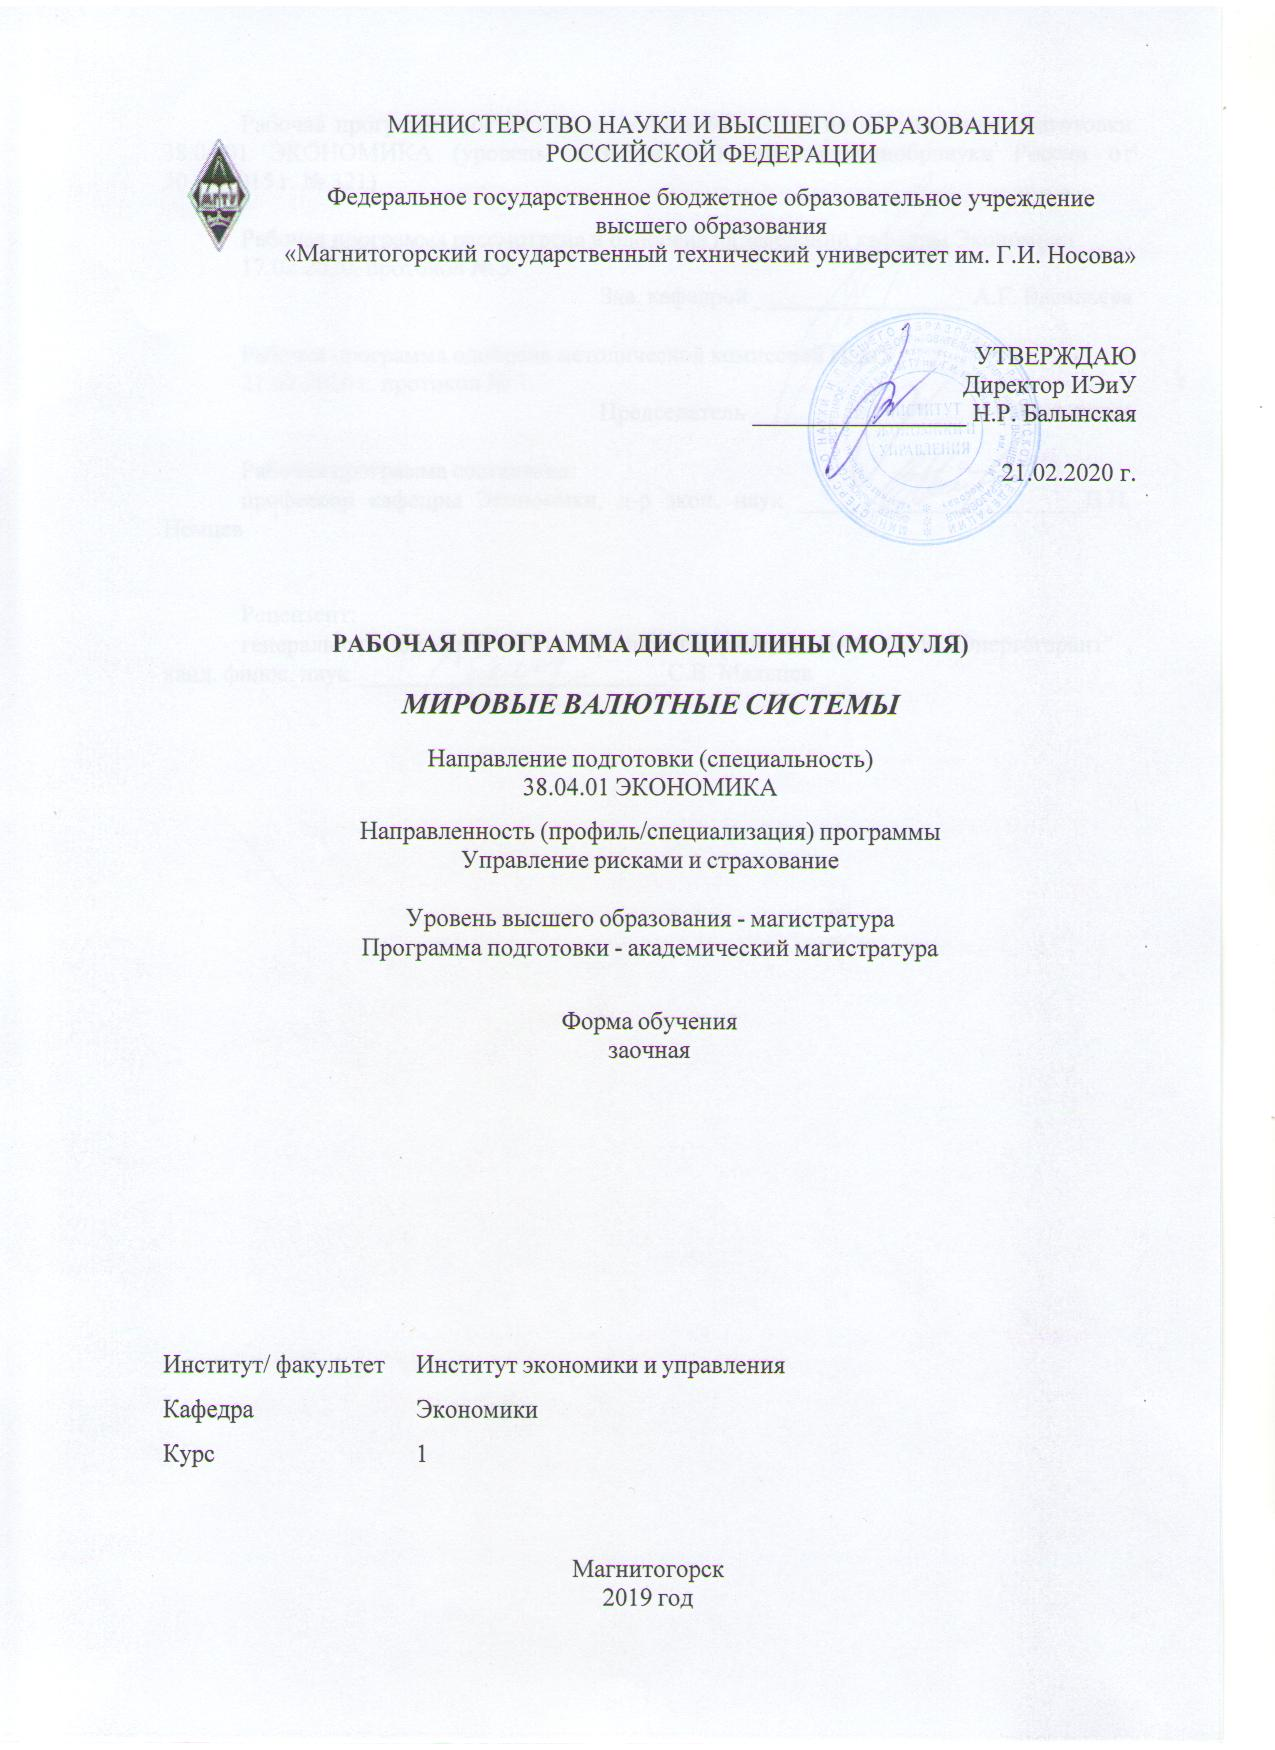 МИНИСТЕРСТВО НАУКИ И ВЫСШЕГО ОБРАЗОВАНИЯ
РОССИЙСКОЙ ФЕДЕРАЦИИ
Федеральное государственное бюджетное образовательное учреждение
высшего образования
«Магнитогорский государственный технический университет им. Г.И. Носова»
УТВЕРЖДАЮ
Директор ИЭиУ
Н.Р. Балынская
ИНСТИТУТ
ЭКОНОМИКИ И
УПРАВЛЕНИЯ
21.02.2020 г.
РАБОЧАЯ ПРОГРАММА ДИСЦИПЛИНЫ (МОДУЛЯ)
МИРОВЫЕ ВАЛЮТНЫЕ СИСТЕМЫ
Направление подготовки (специальность)
38.04.01 ЭКОНОМИКА
Направленность (профиль/специализация) программы
Управление рисками и страхование
Уровень высшего образования - магистратура
Программа подготовки - академический магистратура
Форма обучения
заочная
Институт/ факультет Институт экономики и управления
Кафедра Экономики
Курс 1
Магнитогорск
2019 год